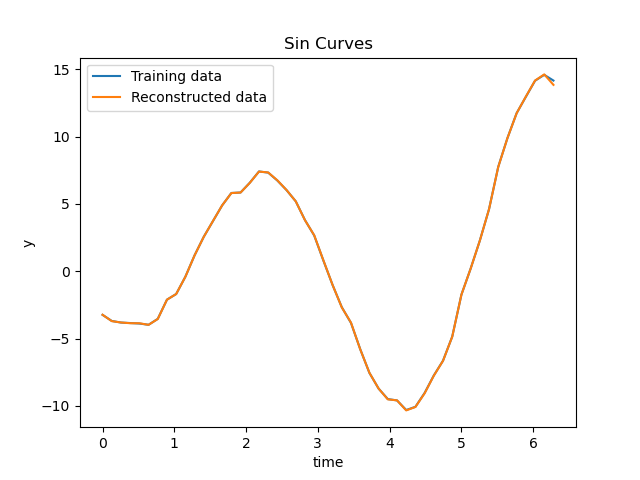 Sin Curves
Training data
Reconstructed data
y
15
10
5
0
−5
−10
0 1 2 3 4 5 6
time